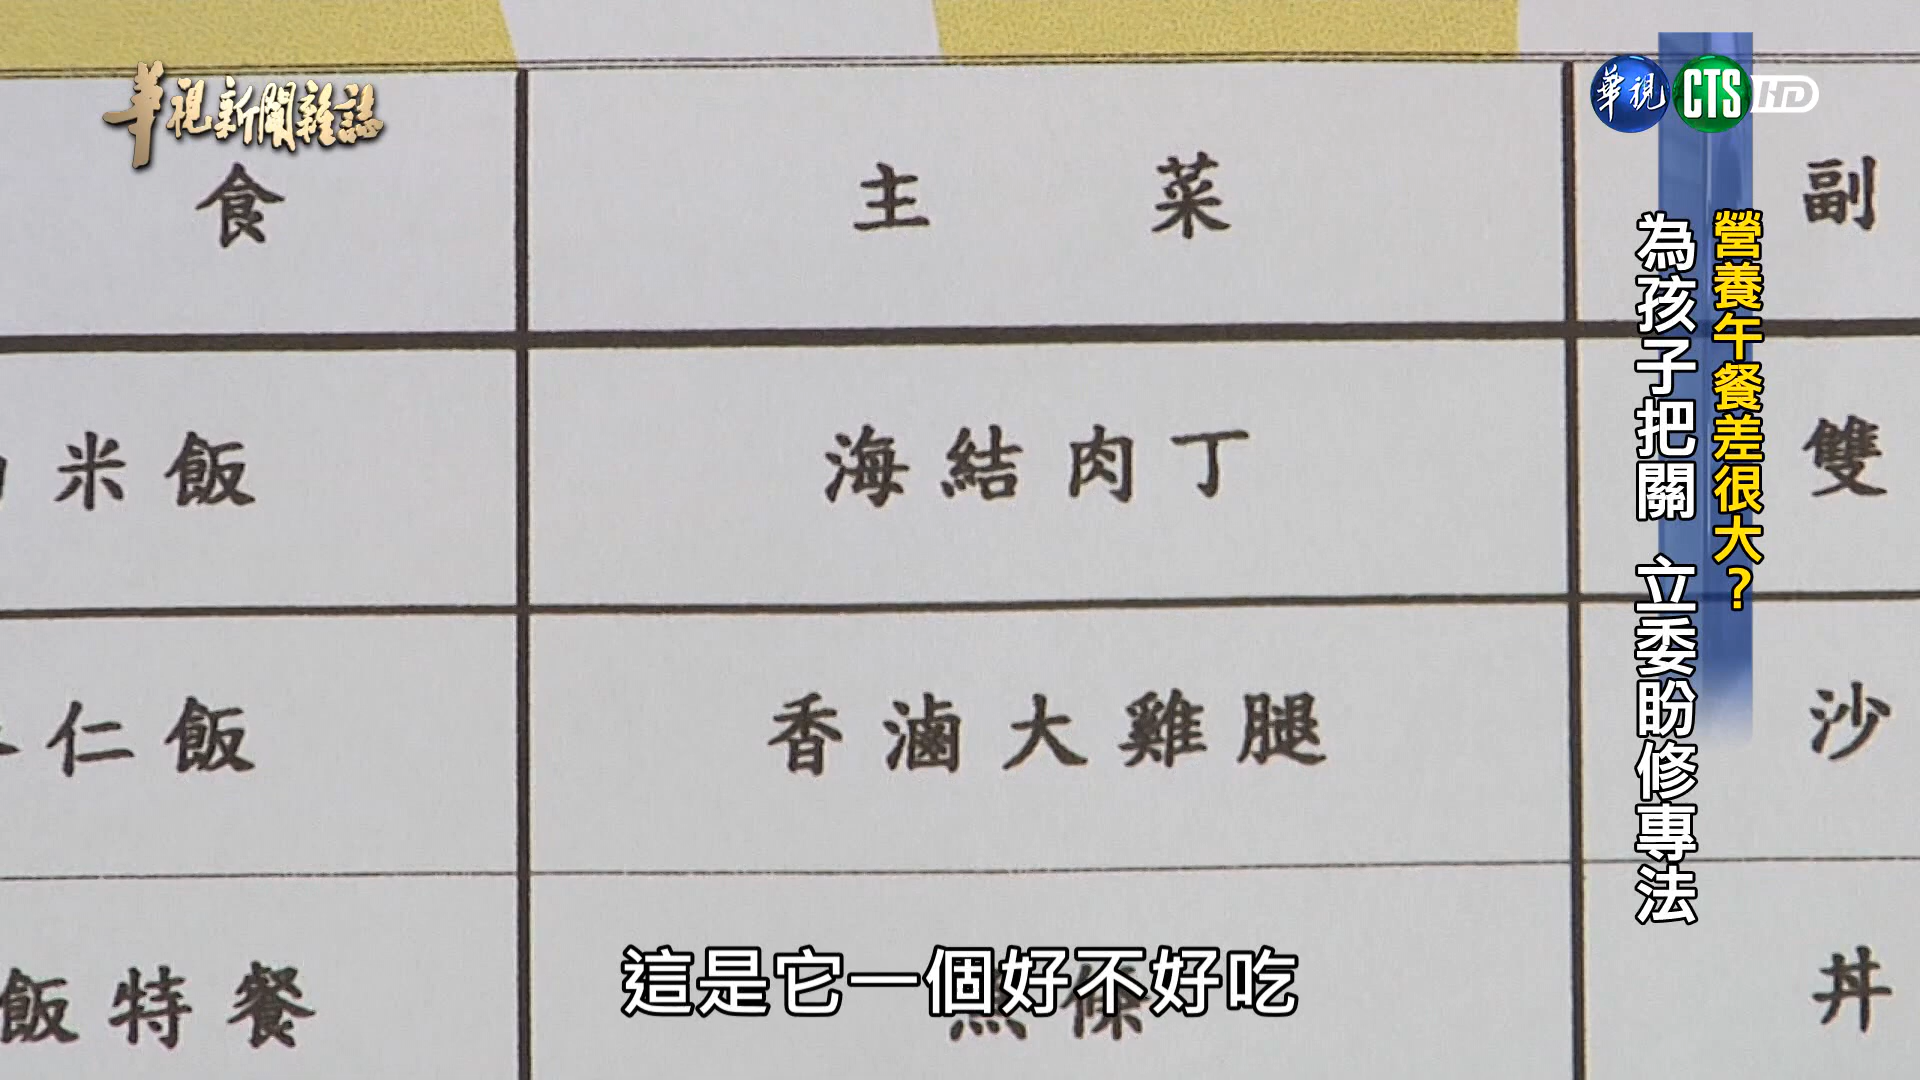 華視新聞雜誌
華視 CTS HD
營養午餐差很大?
為孩子把關 立委盼修專法
食 主菜 副
米飯 海結肉丁 雙
仁飯 香滷大雞腿 沙
飯特餐 條 丼
這是它一個好不好吃